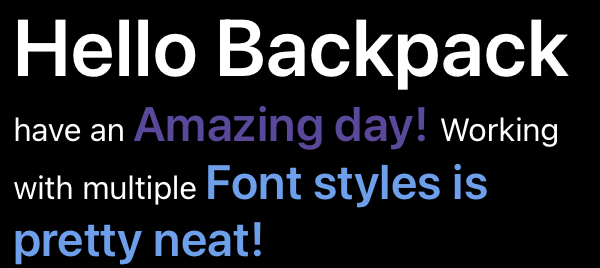 Hello Backpack
have an Amazing day! Working
with multiple Font styles is
pretty neat!